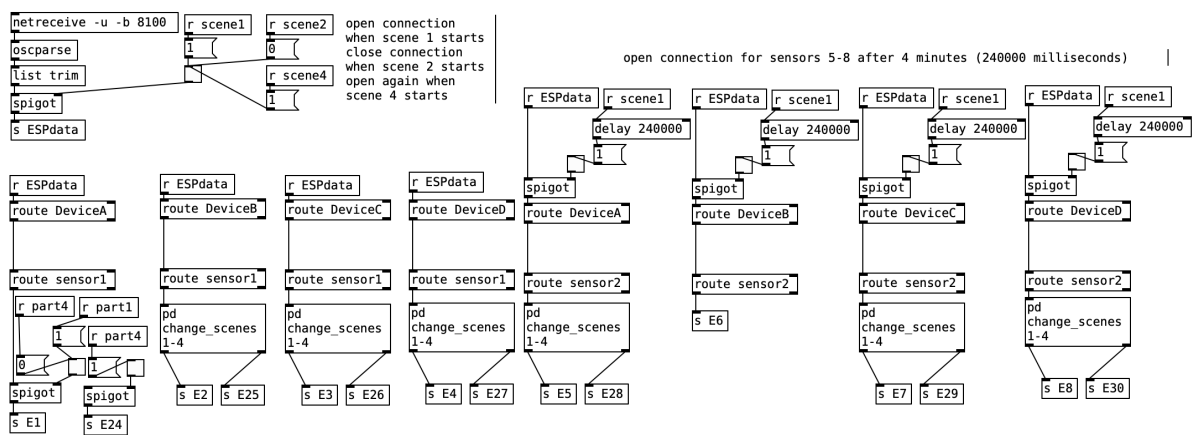 netreceive -u -b 8100
oscparse
list trim
spigot
s ESPdata
r scene1
1
r scene2
0
r scene4
1
open connection
when scene 1 starts
close connection
when scene 2 starts
open again when
scene 4 starts
open connection for sensors 5-8 after 4 minutes (240000 milliseconds)
r ESPdata
route DeviceA
route sensor1
r part4
r part1
1
r part4
0
1
spigot
spigot
s E1
s E24
r ESPdata
route DeviceB
route sensor1
pd
change_scenes
1-4
s E2
s E25
r ESPdata
route DeviceC
route sensor1
pd
change_scenes
1-4
s E3
s E26
r ESPdata
route DeviceD
route sensor1
pd
change_scenes
1-4
s E4
s E27
r ESPdata
r scene1
delay 240000
1
spigot
route DeviceA
route sensor2
pd
change_scenes
1-4
s E5
s E28
r ESPdata
r scene1
delay 240000
1
spigot
route DeviceB
route sensor2
s E6
r ESPdata
r scene1
delay 240000
1
spigot
route DeviceC
route sensor2
pd
change_scenes
1-4
s E7
s E29
r ESPdata
r scene1
delay 240000
1
spigot
route DeviceD
route sensor2
pd
change_scenes
1-4
s E8
s E30